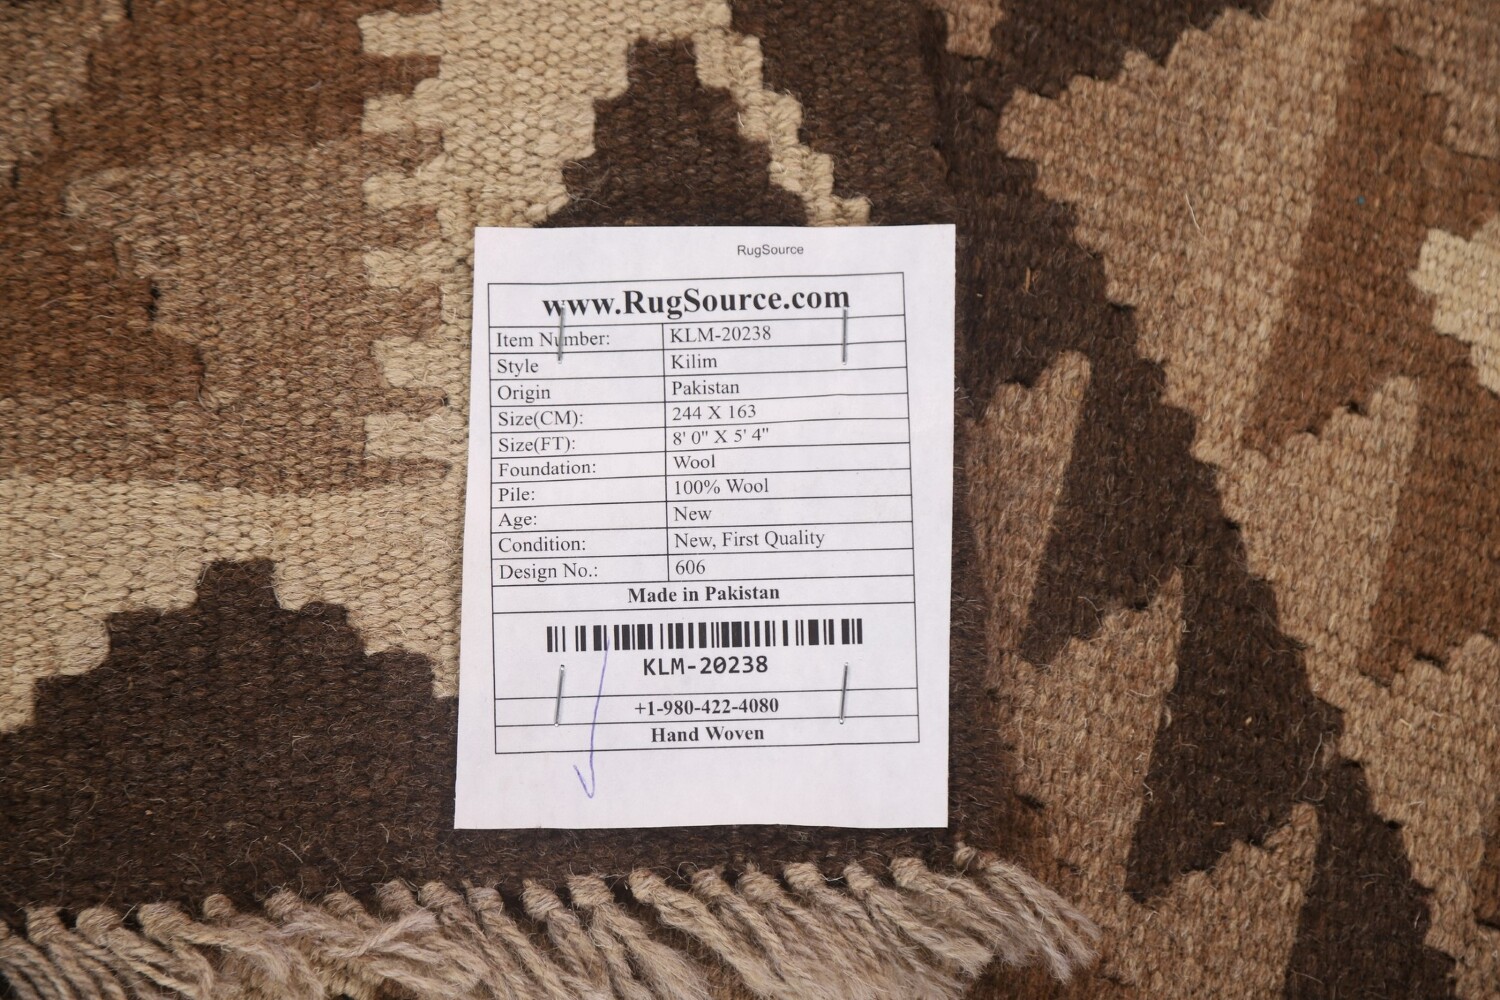 RugSource
www.RugSource.com
Item Number: KLM-20238
Style Kilim
Origin Pakistan
Size(CM): 244 X 163
Size(FT): 8' 0" X 5' 4"
Foundation: Wool
Pile: 100% Wool
Age: New
Condition: New, First Quality
Design No.: 606
Made in Pakistan
KLM-20238
+1-980-422-4080
Hand Woven